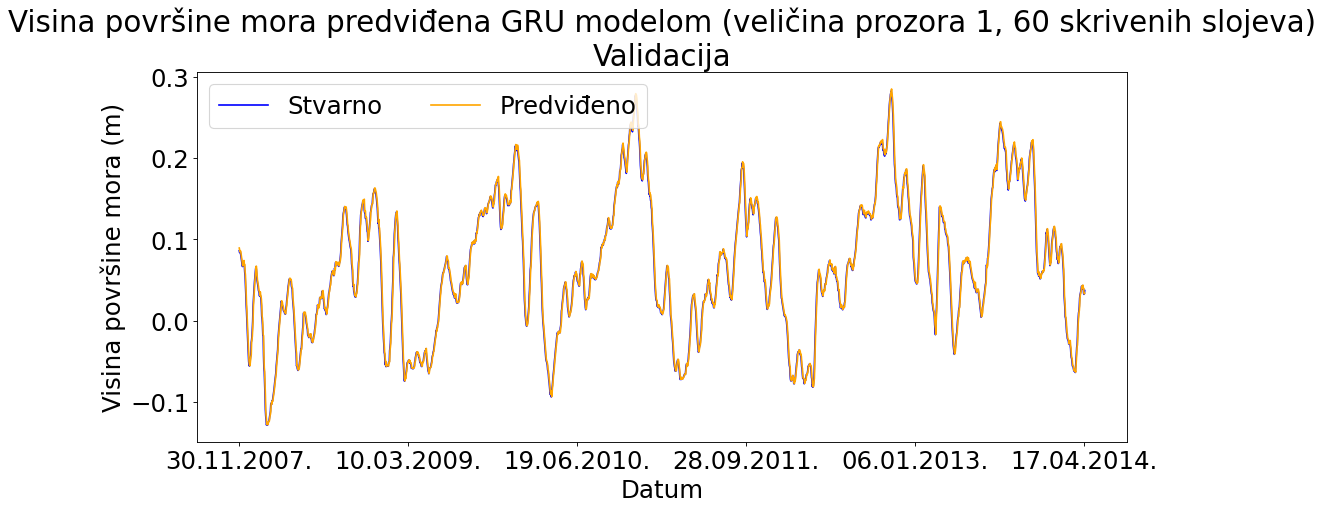 Visina površine mora predviđena GRU modelom (veličina prozora 1, 60 skrivenih slojeva)
Validacija
Stvarno
Predviđeno
Visina površine mora (m)
0.3
0.2
0.1
0.0
−0.1
30.11.2007.
10.03.2009.
19.06.2010.
28.09.2011.
06.01.2013.
17.04.2014.
Datum